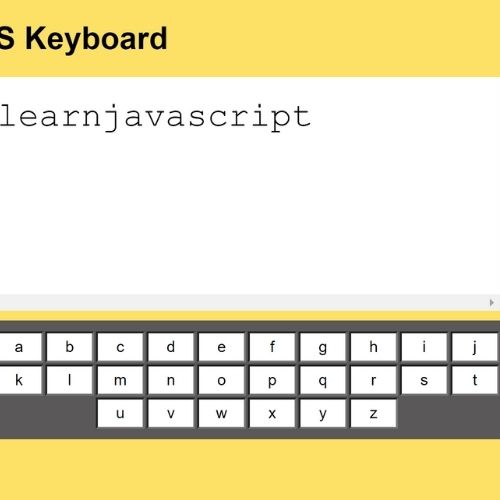 S Keyboard
learnjavascript
a b c d e f g h i j
k l m n o p q r s t
u v w x y z